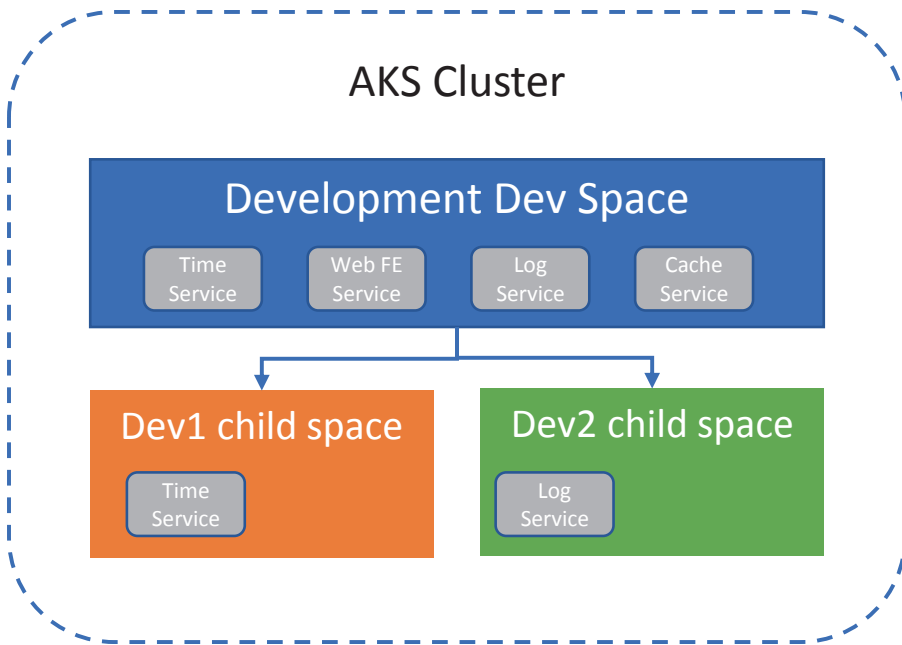 AKS Cluster
Development Dev Space
Time
Service
Web FE
Service
Log
Service
Cache
Service
Dev1 child space
Time
Service
Dev2 child space
Log
Service